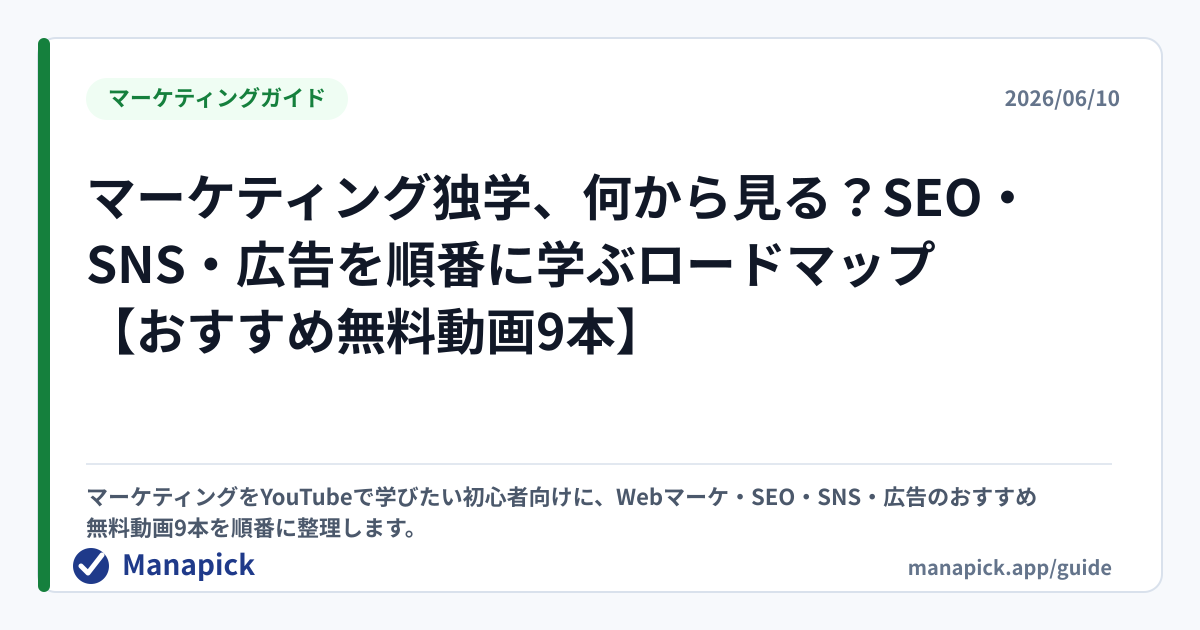 マーケティングガイド
2026/06/10
マーケティング独学、何から見る？SEO・
SNS・広告を順番に学ぶロードマップ
【おすすめ無料動画9本】
マーケティングをYouTubeで学びたい初心者向けに、Webマーケ・SEO・SNS・広告のおすすめ
無料動画9本を順番に整理します。
Manapick
manapick.app/guide